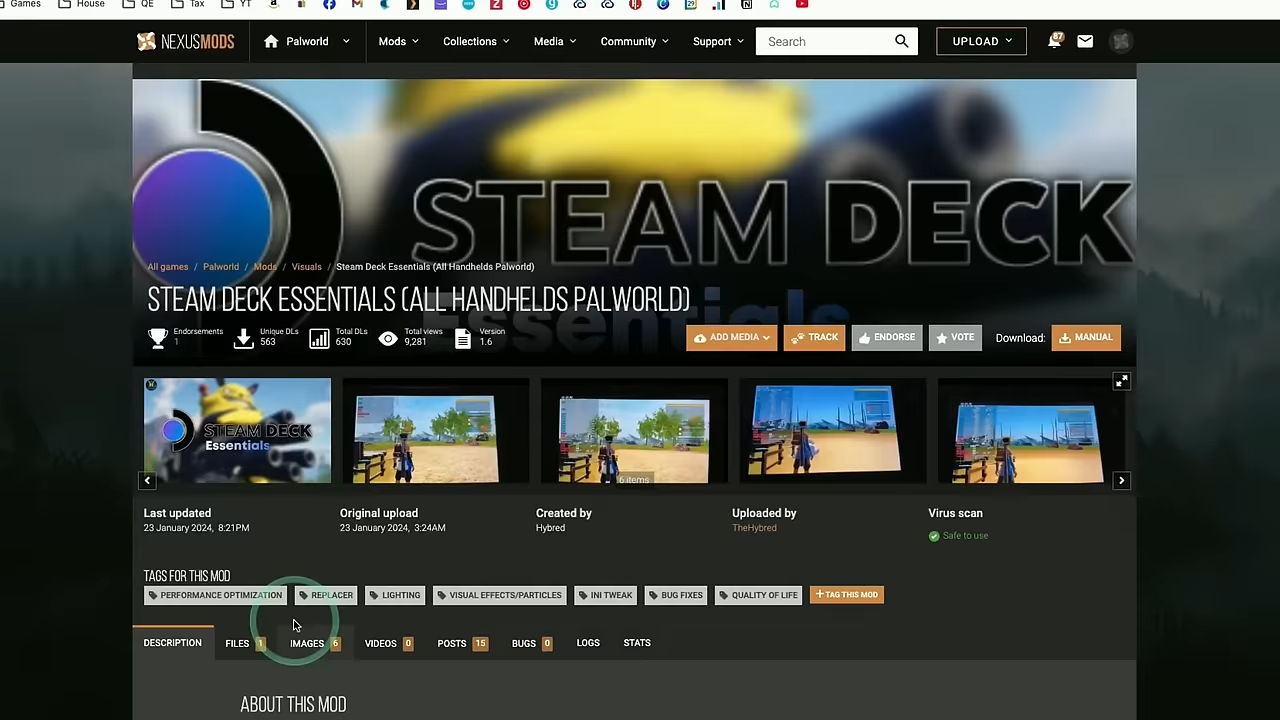 Games House QE Tax YT
NEXUSMODS Palworld Mods Collections Media Community Support Search UPLOAD 87
STEAM DECK
Essentials
All games / Palworld / Mods / Visuals / Steam Deck Essentials (All Handhelds Palworld)
STEAM DECK ESSENTIALS (ALL HANDHELDS PALWORLD)
Endorsements Unique DLs Total DLs Total views Version
1 563 630 9,281 1.6
ADD MEDIA TRACK ENDORSE VOTE Download: MANUAL
STEAM DECK
Essentials
6 items
Last updated Original upload Created by Uploaded by Virus scan
23 January 2024, 8:21PM 23 January 2024, 3:24AM Hybred TheHybred Safe to use
TAGS FOR THIS MOD
PERFORMANCE OPTIMIZATION REPLACER LIGHTING VISUAL EFFECTS/PARTICLES INI TWEAK BUG FIXES QUALITY OF LIFE + TAG THIS MOD
DESCRIPTION FILES 1 IMAGES 6 VIDEOS 0 POSTS 15 BUGS 0 LOGS STATS
ABOUT THIS MOD